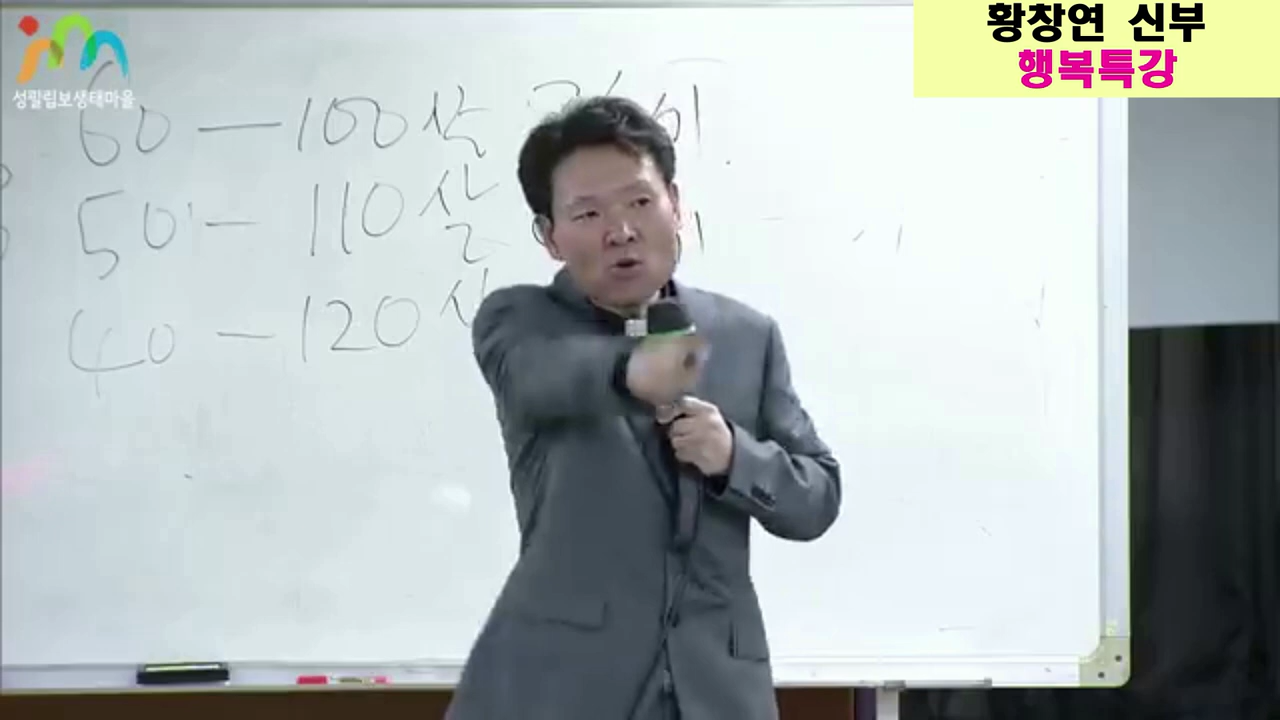 황창연 신부
행복특강
성필립보생태마을
60 — 100살
50 — 110살
40 — 120